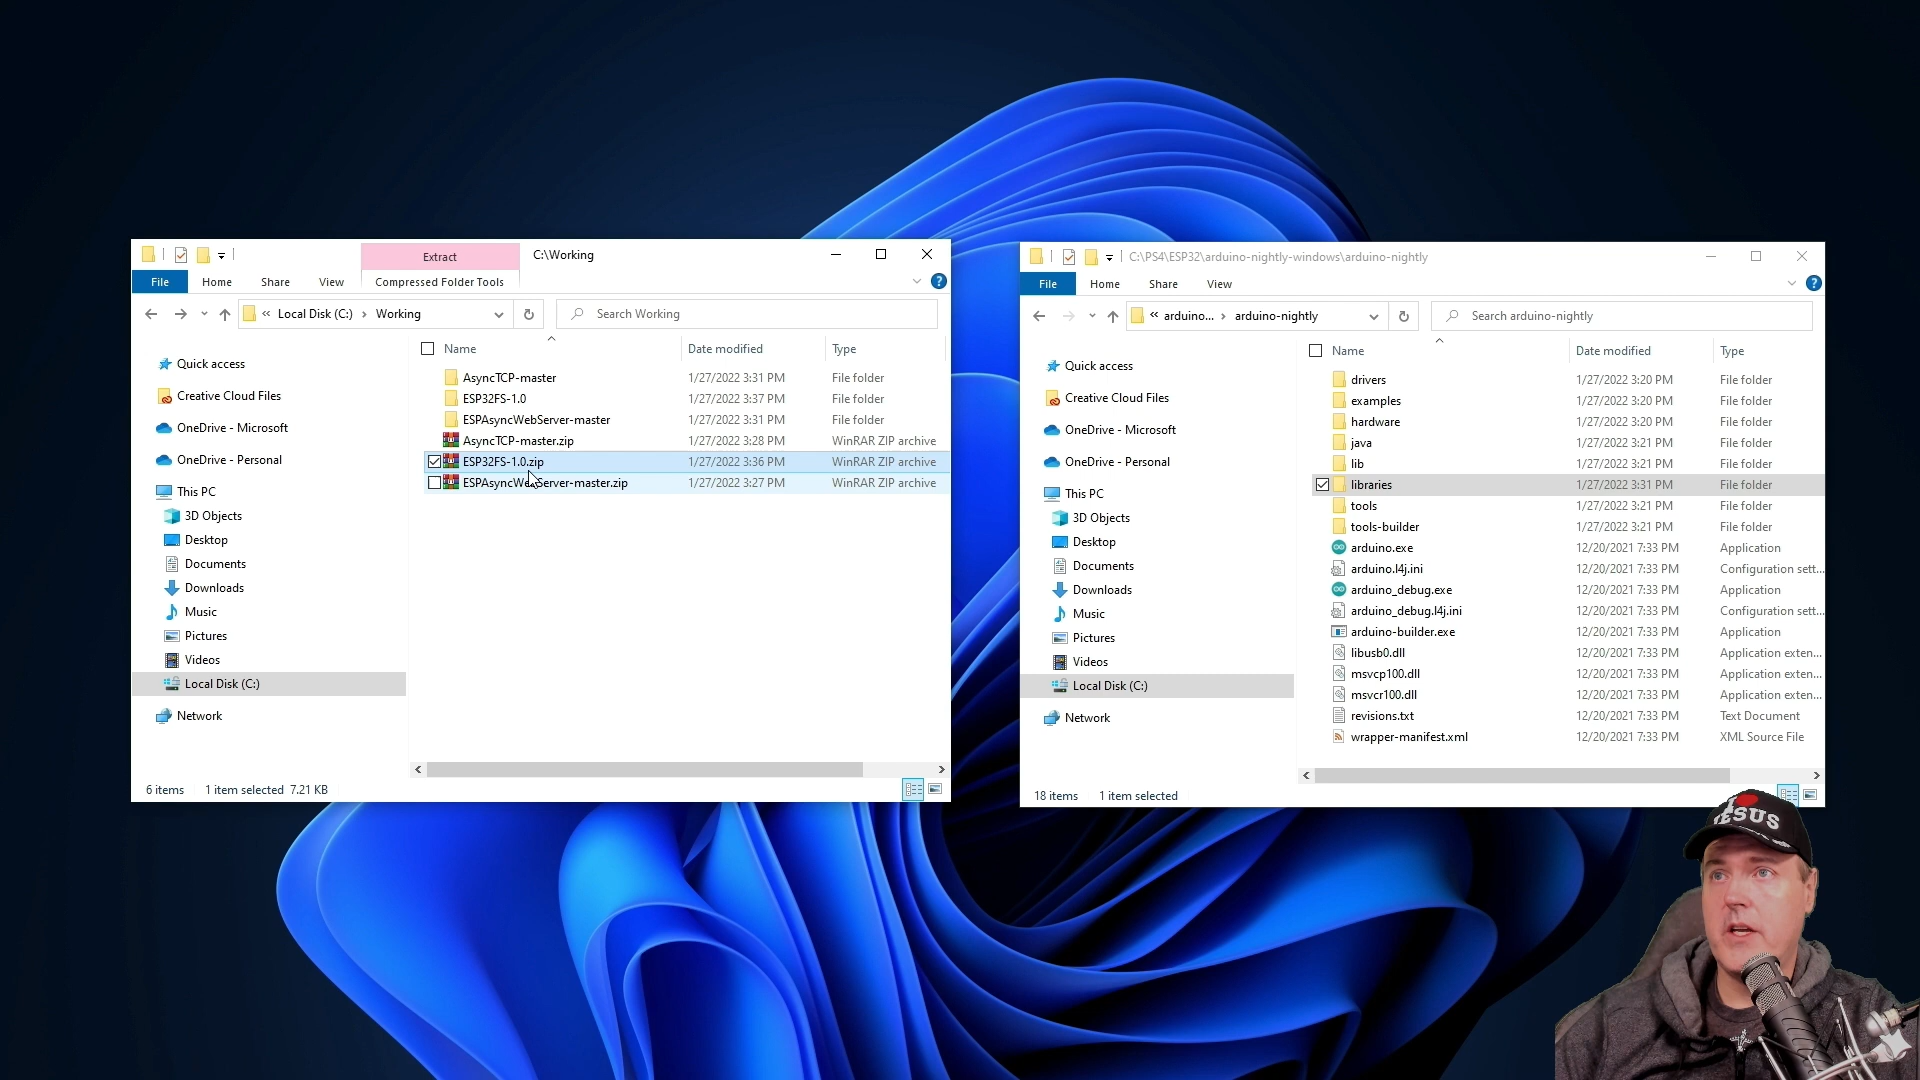 Extract
C:\Working
File
Home
Share
View
Compressed Folder Tools
«
Local Disk (C:)
Working
Search Working
Quick access
Creative Cloud Files
OneDrive - Microsoft
OneDrive - Personal
This PC
3D Objects
Desktop
Documents
Downloads
Music
Pictures
Videos
Local Disk (C:)
Network
Name Date modified Type
AsyncTCP-master 1/27/2022 3:31 PM File folder
ESP32FS-1.0 1/27/2022 3:37 PM File folder
ESPAsyncWebServer-master 1/27/2022 3:31 PM File folder
AsyncTCP-master.zip 1/27/2022 3:28 PM WinRAR ZIP archive
ESP32FS-1.0.zip 1/27/2022 3:36 PM WinRAR ZIP archive
ESPAsyncWebServer-master.zip 1/27/2022 3:27 PM WinRAR ZIP archive
6 items 1 item selected 7.21 KB
C:\PS4\ESP32\arduino-nightly-windows\arduino-nightly
File
Home
Share
View
« arduino...
arduino-nightly
Search arduino-nightly
Quick access
Creative Cloud Files
OneDrive - Microsoft
OneDrive - Personal
This PC
3D Objects
Desktop
Documents
Downloads
Music
Pictures
Videos
Local Disk (C:)
Network
Name Date modified Type
drivers 1/27/2022 3:20 PM File folder
examples 1/27/2022 3:20 PM File folder
hardware 1/27/2022 3:20 PM File folder
java 1/27/2022 3:21 PM File folder
lib 1/27/2022 3:21 PM File folder
libraries 1/27/2022 3:31 PM File folder
tools 1/27/2022 3:21 PM File folder
tools-builder 1/27/2022 3:21 PM File folder
arduino.exe 12/20/2021 7:33 PM Application
arduino.l4j.ini 12/20/2021 7:33 PM Configuration sett...
arduino_debug.exe 12/20/2021 7:33 PM Application
arduino_debug.l4j.ini 12/20/2021 7:33 PM Configuration sett...
arduino-builder.exe 12/20/2021 7:33 PM Application
libusb0.dll 12/20/2021 7:33 PM Application exten...
msvcp100.dll 12/20/2021 7:33 PM Application exten...
msvcr100.dll 12/20/2021 7:33 PM Application exten...
revisions.txt 12/20/2021 7:33 PM Text Document
wrapper-manifest.xml 12/20/2021 7:33 PM XML Source File
18 items 1 item selected
I
JESUS